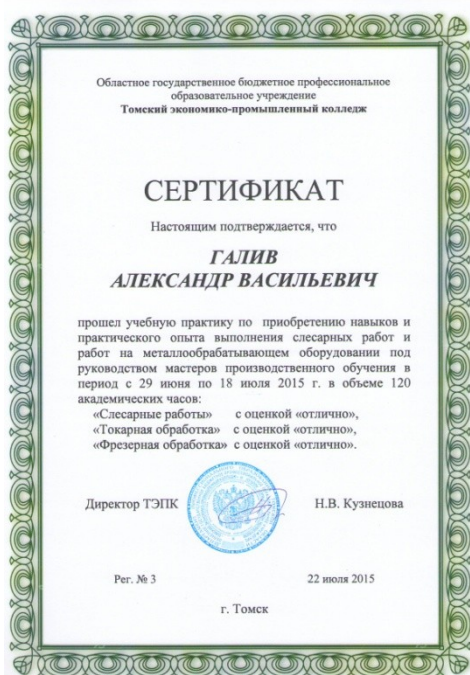 Областное государственное бюджетное профессиональное
образовательное учреждение
Томский экономико-промышленный колледж
СЕРТИФИКАТ
Настоящим подтверждается, что
ГАЛИВ
АЛЕКСАНДР ВАСИЛЬЕВИЧ
прошел учебную практику по приобретению навыков и
практического опыта выполнения слесарных работ и
работ на металлообрабатывающем оборудовании под
руководством мастеров производственного обучения в
период с 29 июня по 18 июля 2015 г. в объеме 120
академических часов:
«Слесарные работы» с оценкой «отлично»,
«Токарная обработка» с оценкой «отлично»,
«Фрезерная обработка» с оценкой «отлично».
Директор ТЭПК Н.В. Кузнецова
Рег. № 3 22 июля 2015
г. Томск